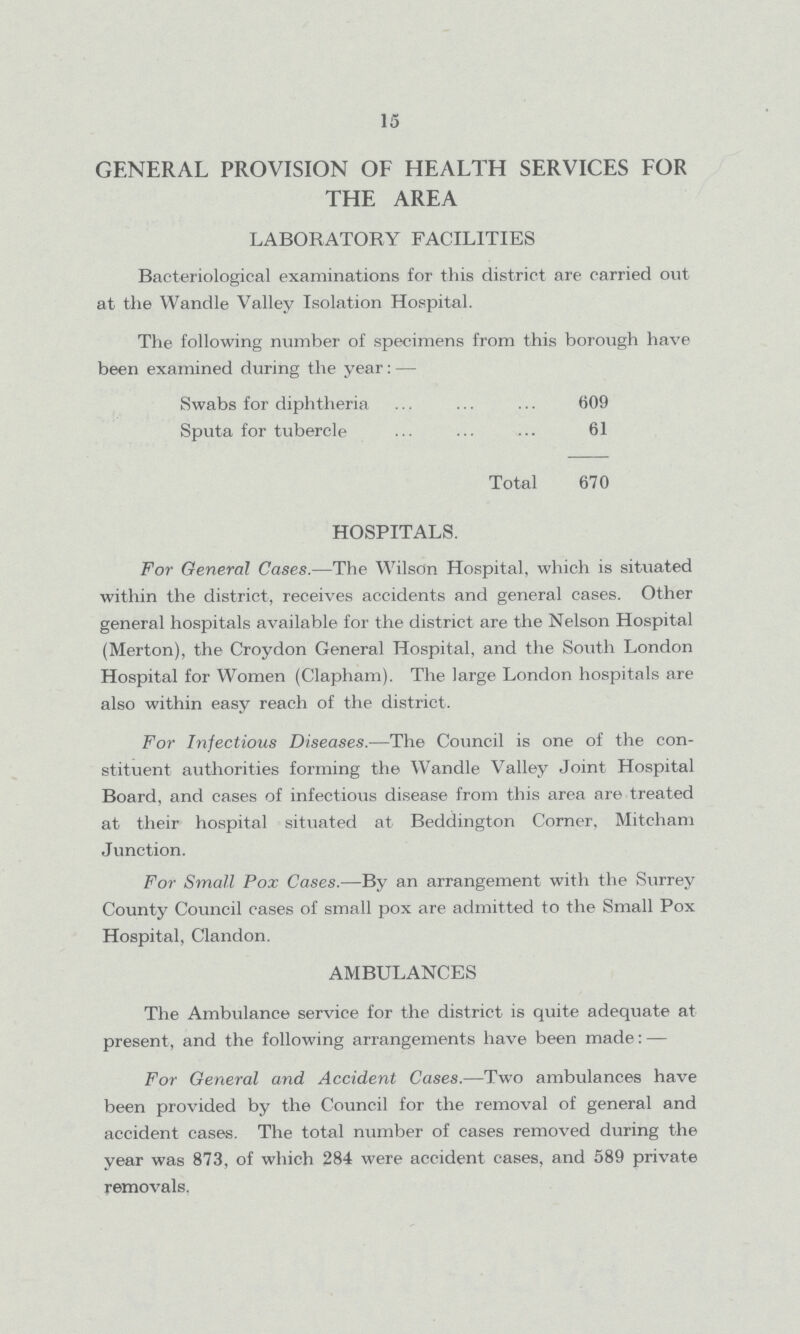 15
GENERAL PROVISION OF HEALTH SERVICES FOR
THE AREA
LABORATORY FACILITIES
Bacteriological examinations for this district are carried out
at the Wandle Valley Isolation Hospital.
The following number of specimens from this borough have
been examined during the year: —
Swabs for diphtheria ... ... ... 609
Sputa for tubercle ... ... ... 61
Total 670
HOSPITALS.
For General Cases.—The Wilson Hospital, which is situated
within the district, receives accidents and general cases. Other
general hospitals available for the district are the Nelson Hospital
(Merton), the Croydon General Hospital, and the South London
Hospital for Women (Clapham). The large London hospitals are
also within easy reach of the district.
For Infectious Diseases.—The Council is one of the con-
stituent authorities forming the Wandle Valley Joint Hospital
Board, and cases of infectious disease from this area are treated
at their hospital situated at Beddington Corner, Mitcham
Junction.
For Small Pox Cases.—By an arrangement with the Surrey
County Council cases of small pox are admitted to the Small Pox
Hospital, Clandon.
AMBULANCES
The Ambulance service for the district is quite adequate at
present, and the following arrangements have been made: —
For General and Accident Cases.—Two ambulances have
been provided by the Council for the removal of general and
accident cases. The total number of cases removed during the
year was 873, of which 284 were accident cases, and 589 private
removals.